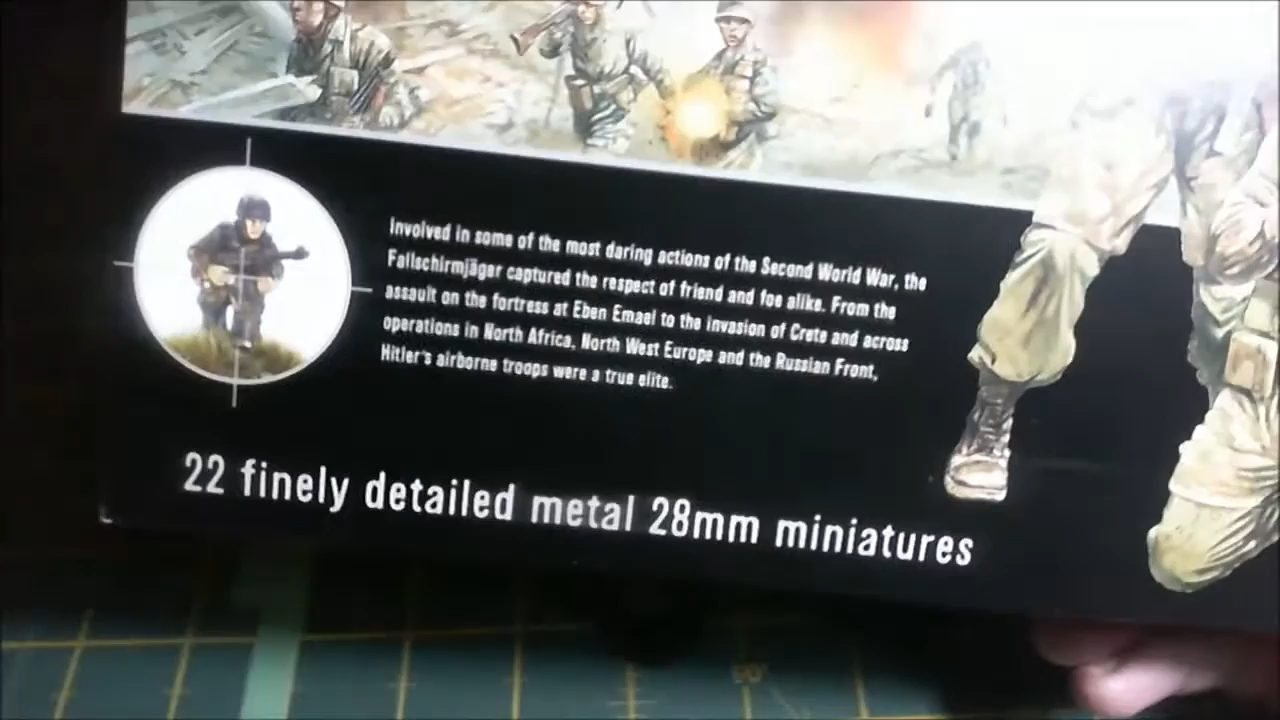 Involved in some of the most daring actions of the Second World War, the
Fallschirmjäger captured the respect of friend and foe alike. From the
assault on the fortress at Eben Emael to the invasion of Crete and across
operations in North Africa, North West Europe and the Russian Front,
Hitler's airborne troops were a true elite.
22 finely detailed metal 28mm miniatures